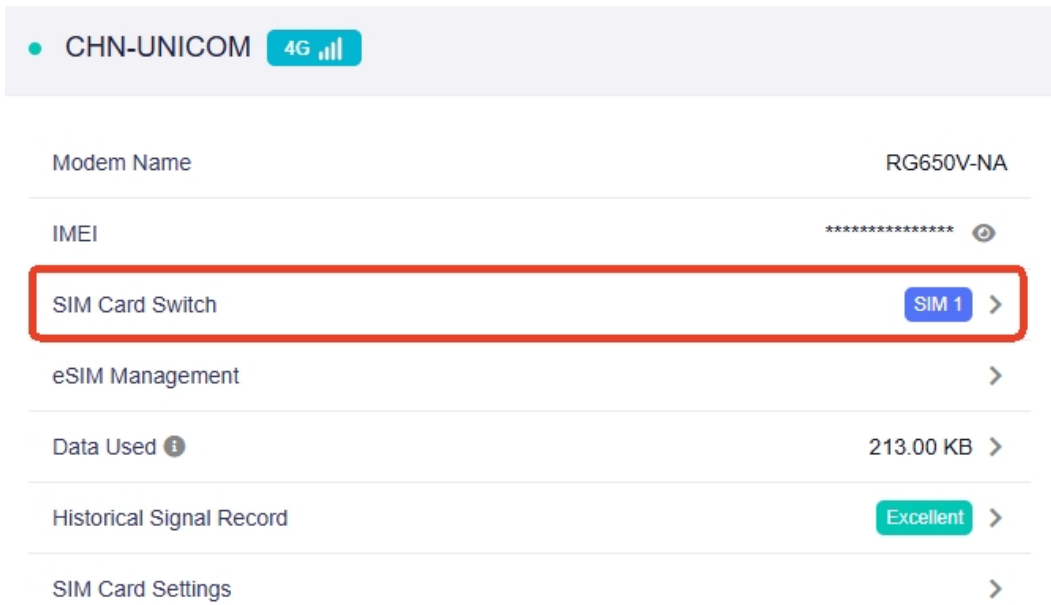 CHN-UNICOM 4G
Modem Name RG650V-NA
IMEI ***************
SIM Card Switch SIM 1
eSIM Management
Data Used 213.00 KB
Historical Signal Record Excellent
SIM Card Settings